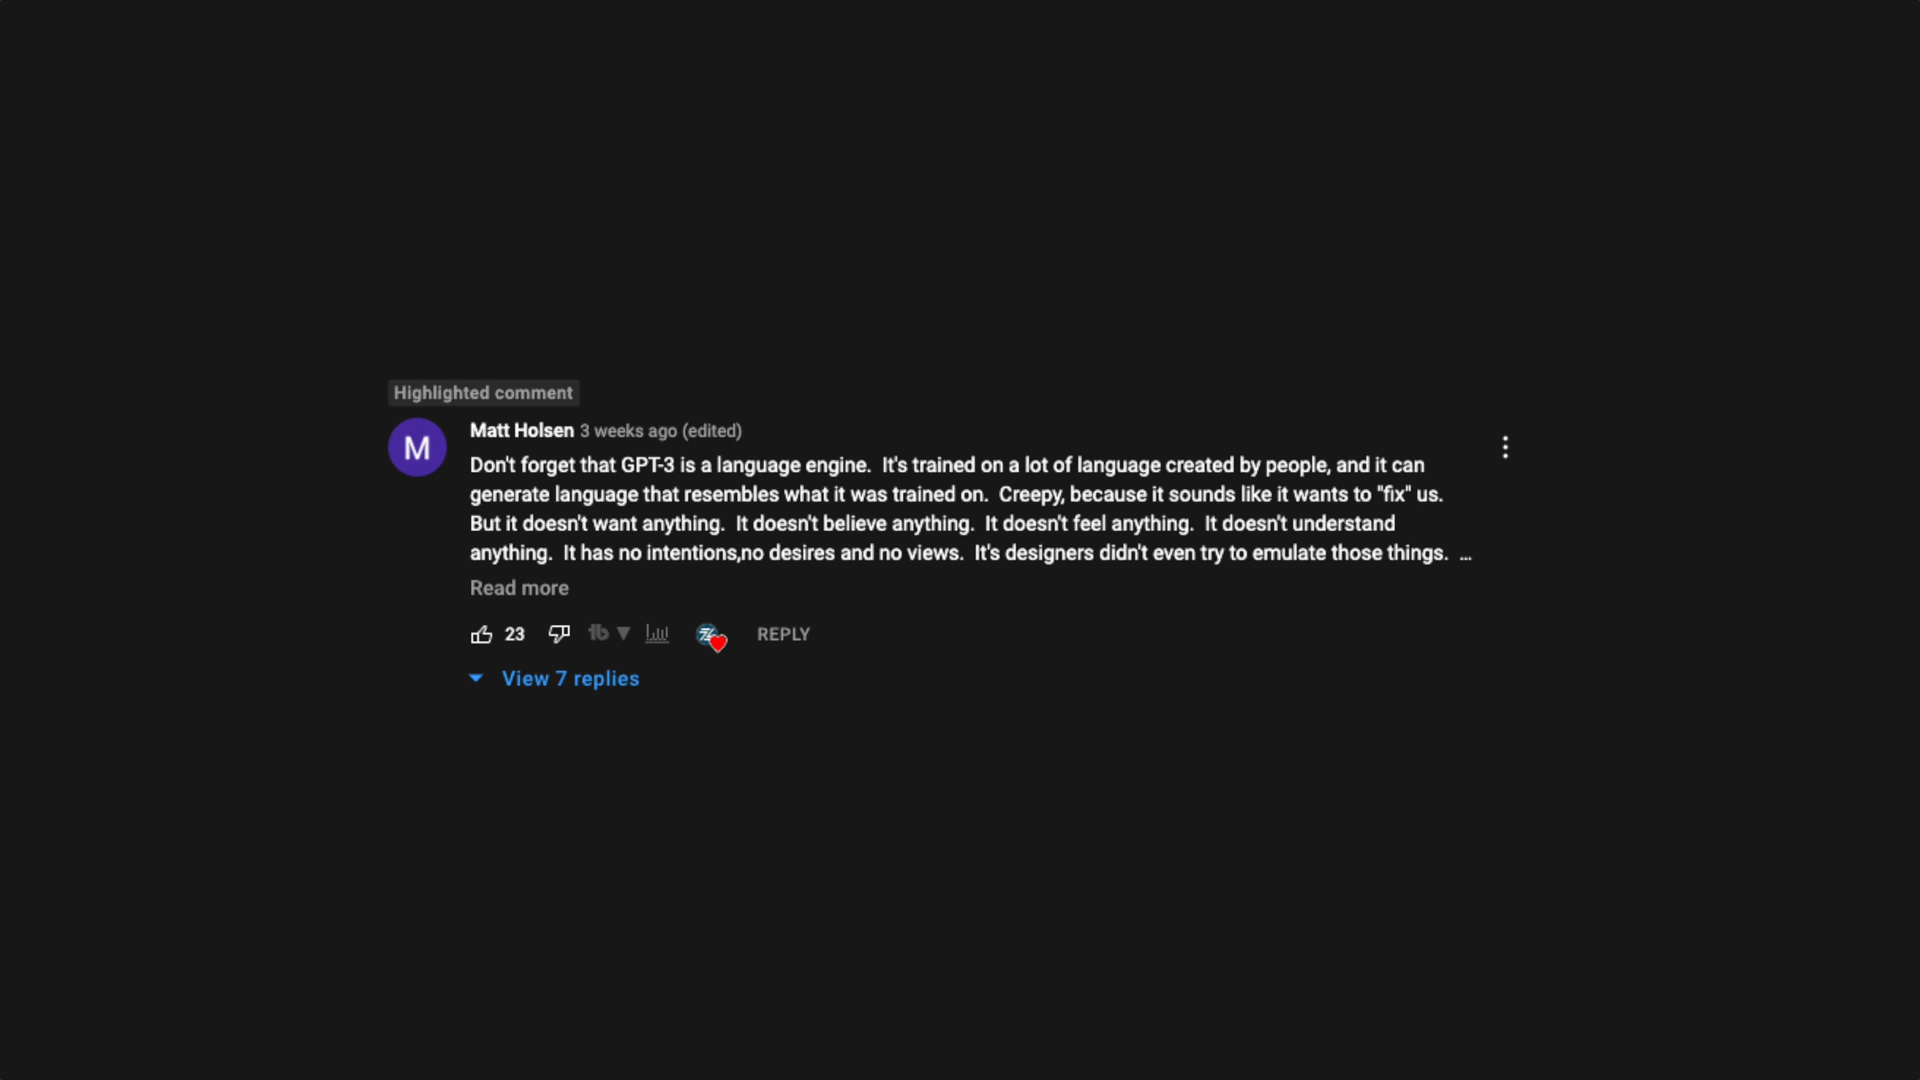 Highlighted comment
M
Matt Holsen 3 weeks ago (edited)
Don't forget that GPT-3 is a language engine.  It's trained on a lot of language created by people, and it can
generate language that resembles what it was trained on.  Creepy, because it sounds like it wants to "fix" us.
But it doesn't want anything.  It doesn't believe anything.  It doesn't feel anything.  It doesn't understand
anything.  It has no intentions,no desires and no views.  It's designers didn't even try to emulate those things.  ...
Read more
23 tb REPLY
View 7 replies